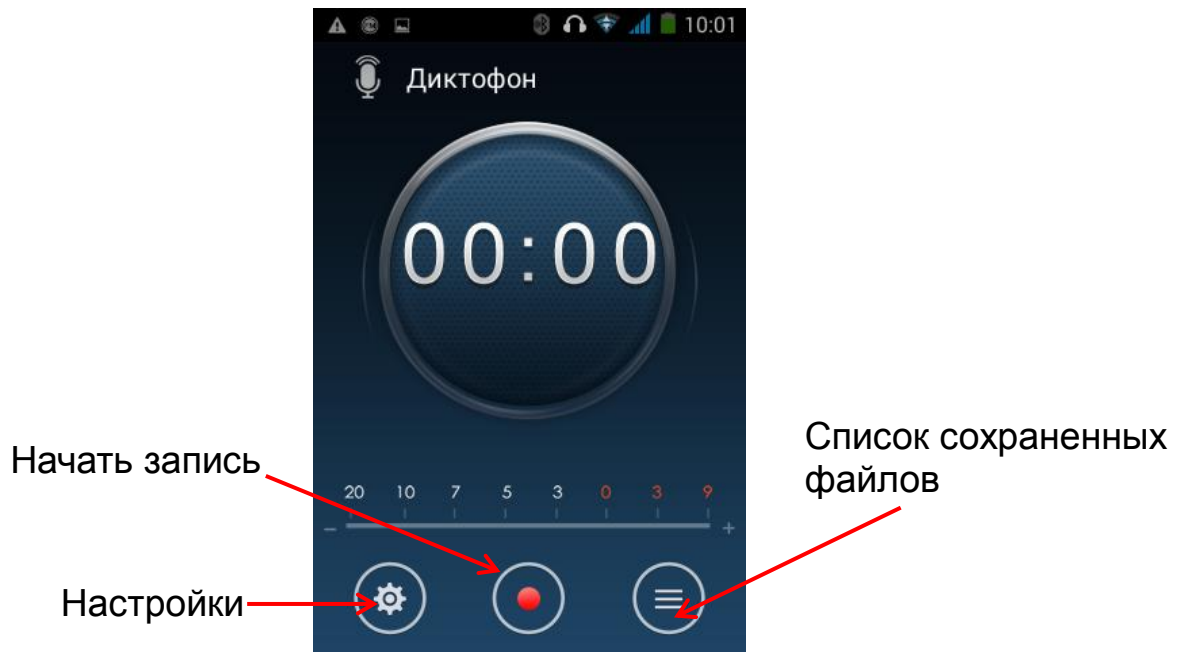 10:01
Диктофон
00:00
Начать запись
Список сохраненных
файлов
20 10 7 5 3 0 3 9
- +
Настройки